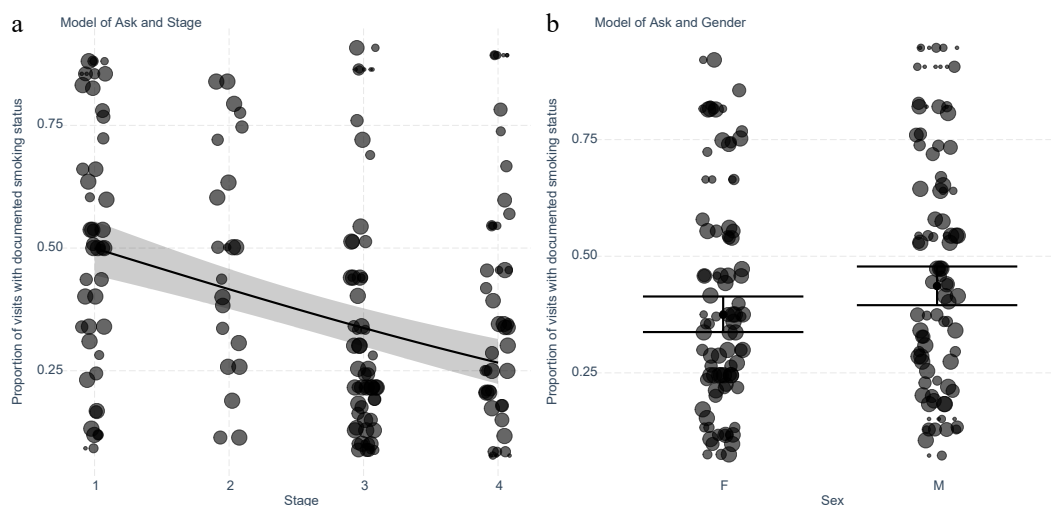 a
Model of Ask and Stage
Proportion of visits with documented smoking status
0.75
0.50
0.25
1
2
3
4
Stage
b
Model of Ask and Gender
Proportion of visits with documented smoking status
0.75
0.50
0.25
F
M
Sex